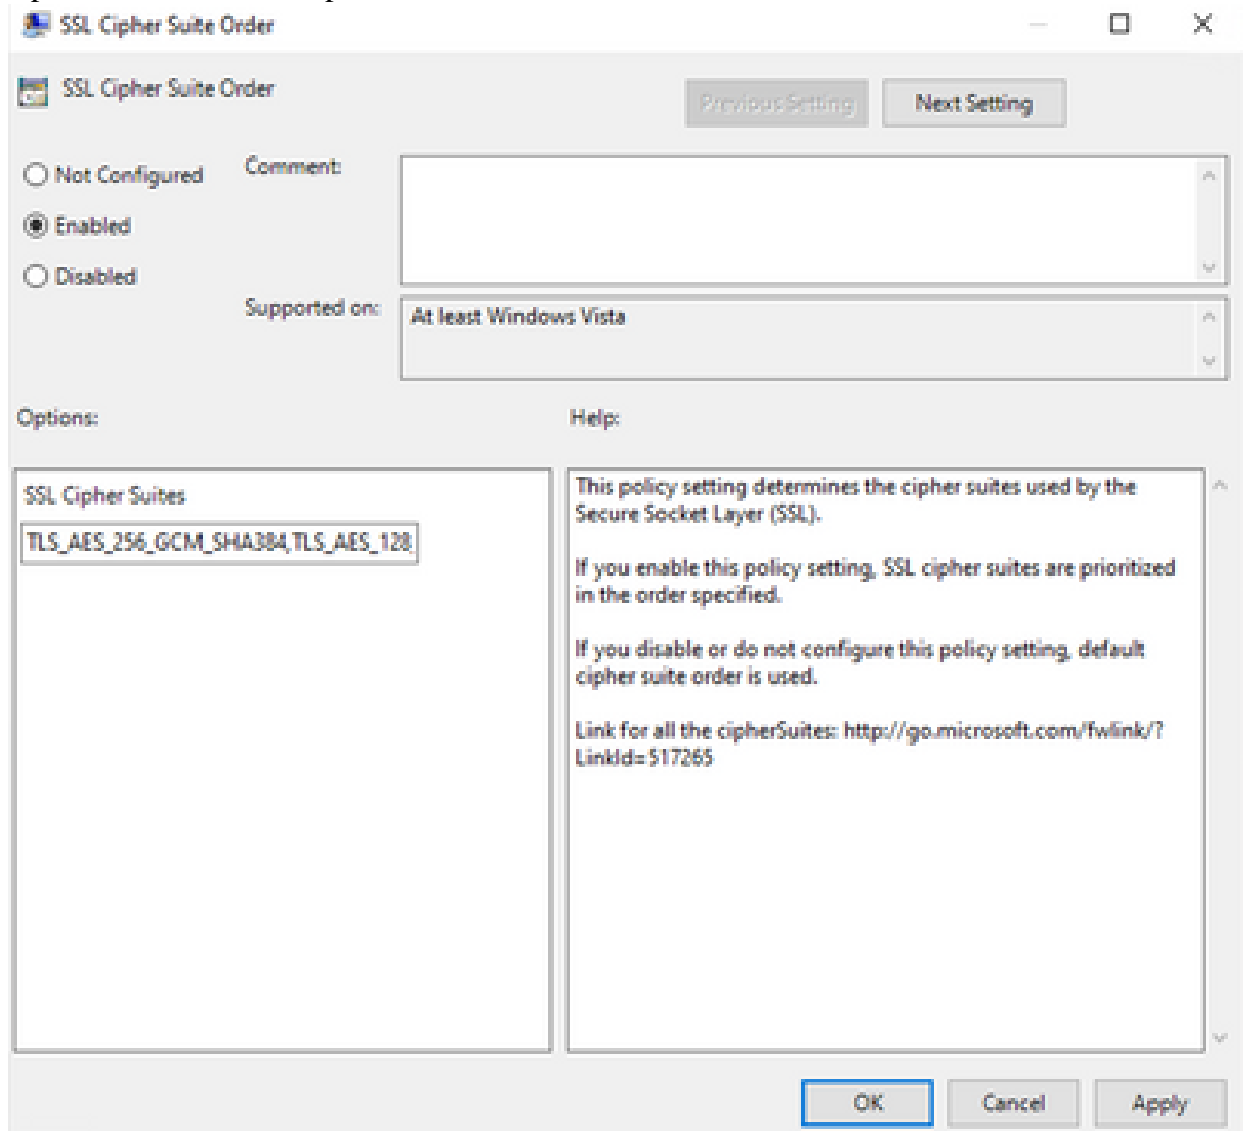 SSL Cipher Suite Order
SSL Cipher Suite Order
Previous Setting
Next Setting
Not Configured
Comment:
Enabled
Disabled
Supported on:
At least Windows Vista
Options:
Help:
SSL Cipher Suites
TLS_AES_256_GCM_SHA384,TLS_AES_128
This policy setting determines the cipher suites used by the
Secure Socket Layer (SSL).
If you enable this policy setting, SSL cipher suites are prioritized
in the order specified.
If you disable or do not configure this policy setting, default
cipher suite order is used.
Link for all the cipherSuites: http://go.microsoft.com/fwlink/?
LinkId=517265
OK
Cancel
Apply